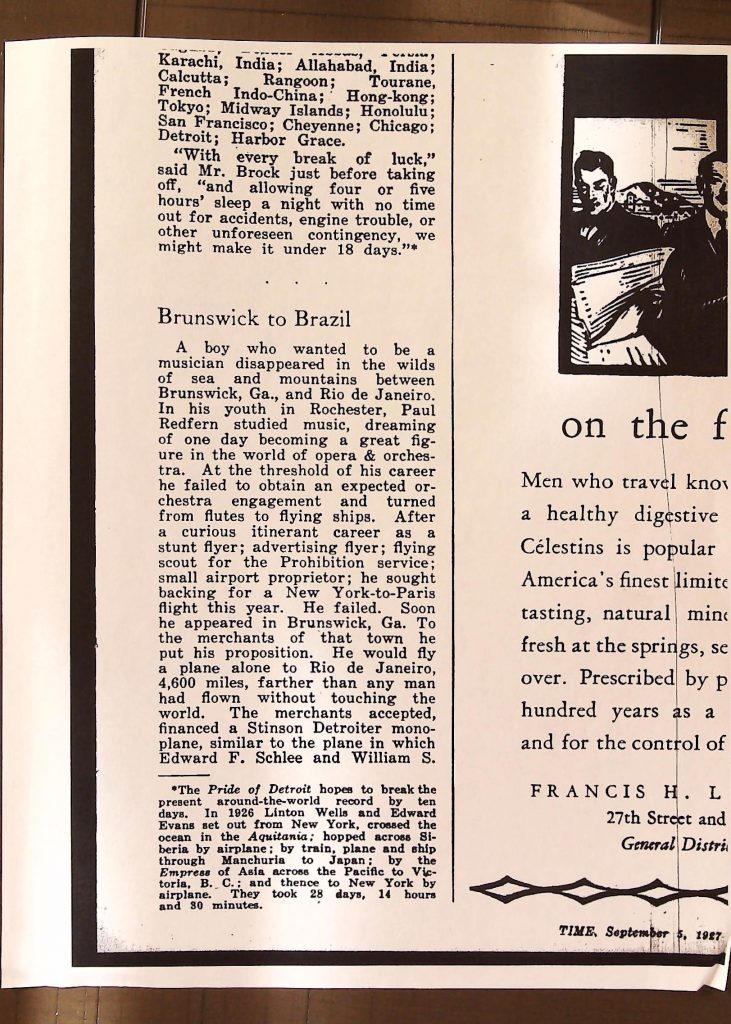 Karachi, India; Allahabad, India;
Calcutta; Rangoon; Tourane,
French Indo-China; Hong-kong;
Tokyo; Midway Islands; Honolulu;
San Francisco; Cheyenne; Chicago;
Detroit; Harbor Grace.
"With every break of luck,"
said Mr. Brock just before taking
off, "and allowing four or five
hours' sleep a night with no time
out for accidents, engine trouble, or
other unforeseen contingency, we
might make it under 18 days."*
. . .
Brunswick to Brazil
A boy who wanted to be a
musician disappeared in the wilds
of sea and mountains between
Brunswick, Ga., and Rio de Janeiro.
In his youth in Rochester, Paul
Redfern studied music, dreaming
of one day becoming a great fig-
ure in the world of opera & orches-
tra. At the threshold of his career
he failed to obtain an expected or-
chestra engagement and turned
from flutes to flying ships. After
a curious itinerant career as a
stunt flyer; advertising flyer; flying
scout for the Prohibition service;
small airport proprietor; he sought
backing for a New York-to-Paris
flight this year. He failed. Soon
he appeared in Brunswick, Ga. To
the merchants of that town he
put his proposition. He would fly
a plane alone to Rio de Janeiro,
4,600 miles, farther than any man
had flown without touching the
world. The merchants accepted,
financed a Stinson Detroiter mono-
plane, similar to the plane in which
Edward F. Schlee and William S.
*The Pride of Detroit hopes to break the
present around-the-world record by ten
days. In 1926 Linton Wells and Edward
Evans set out from New York, crossed the
ocean in the Aquitania; hopped across Si-
beria by airplane; by train, plane and ship
through Manchuria to Japan; by the
Empress of Asia across the Pacific to Vic-
toria, B. C.; and thence to New York by
airplane. They took 28 days, 14 hours
and 30 minutes.
on the f
Men who travel know
a healthy digestive
Célestins is popular
America's finest limite
tasting, natural mine
fresh at the springs, se
over. Prescribed by p
hundred years as a
and for the control of
FRANCIS H. L
27th Street and
General Distri
TIME, September 5, 1927